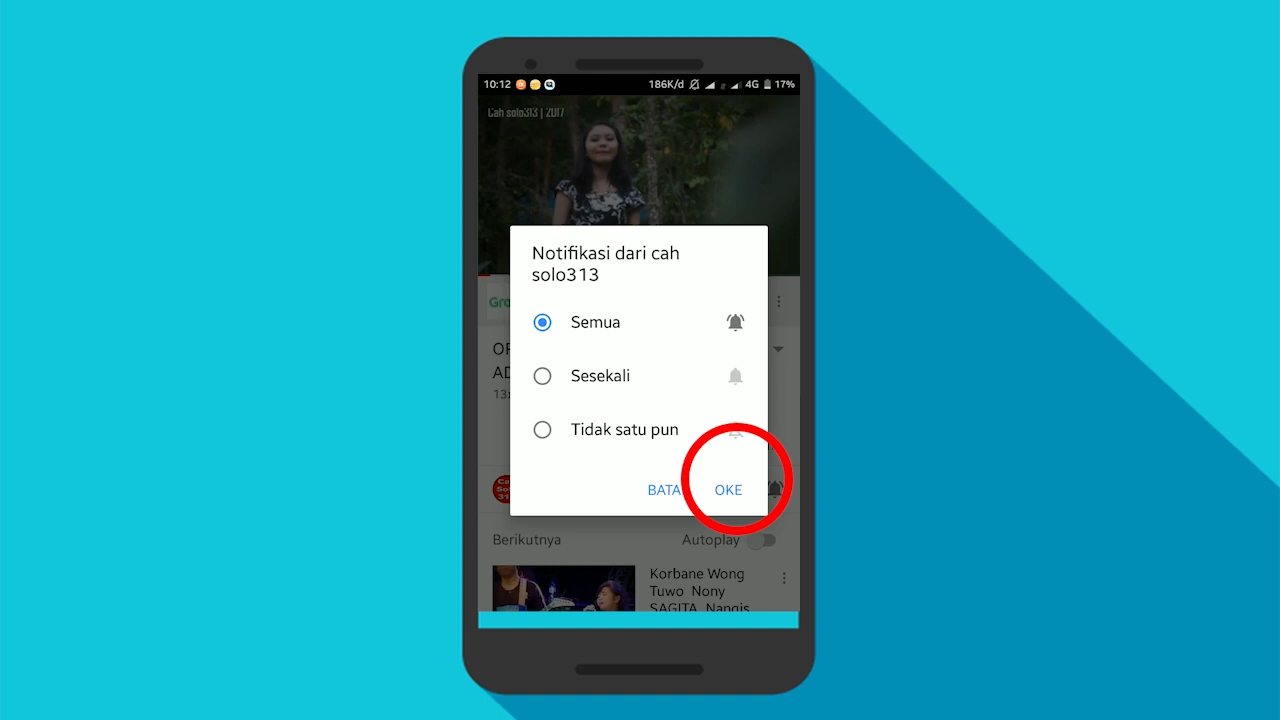 10:12 186K/d 4G 17%
Cah solo313 | 2017
Notifikasi dari cah
solo313
Semua
Sesekali
Tidak satu pun
BATA OKE
Berikutnya Autoplay
Korbane Wong
Tuwo Nony
SAGITA Nangis